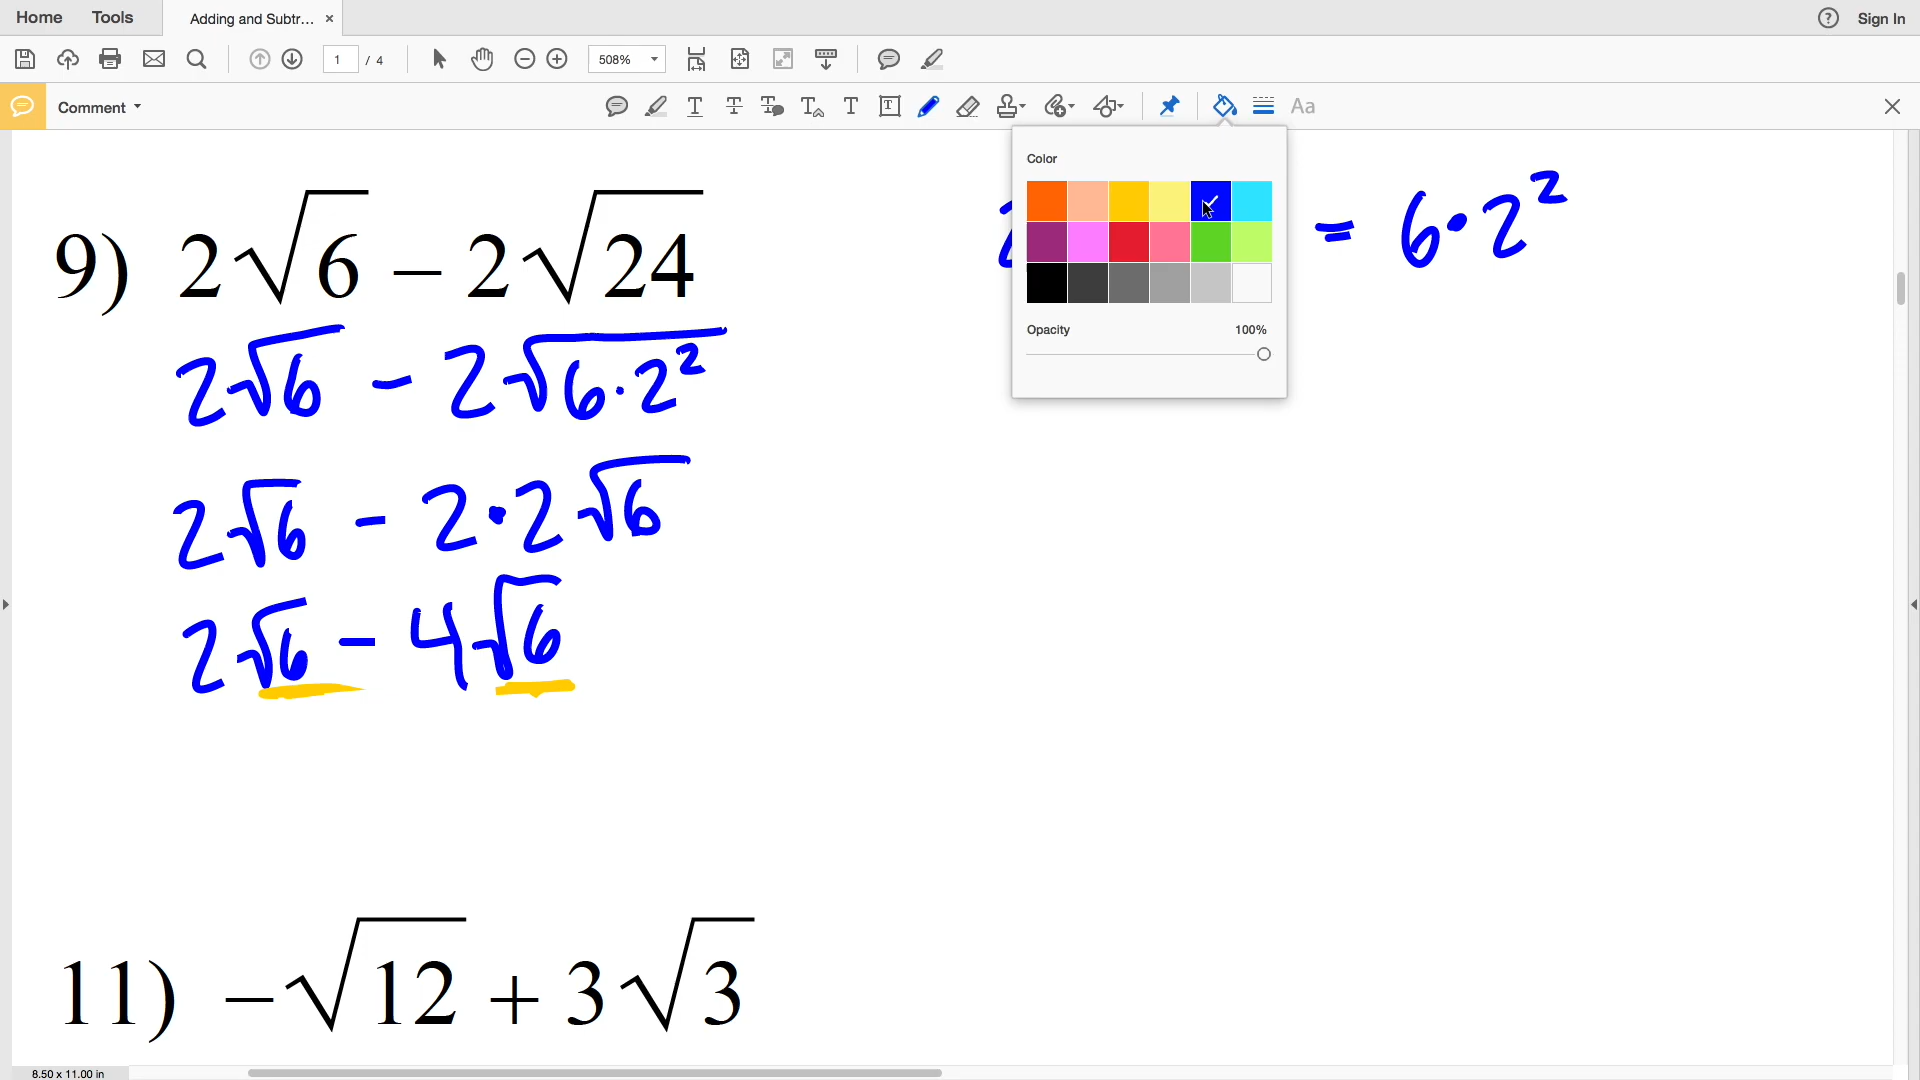 Home Tools Adding and Subtr... × Sign In
1 / 4 508%
Comment Aa
Color
Opacity 100%
9) 2√6 − 2√24
= 6·2²
2√6 − 2√6·2²
2√6 − 2·2√6
2√6 − 4√6
11) −√12 + 3√3
8.50 x 11.00 in